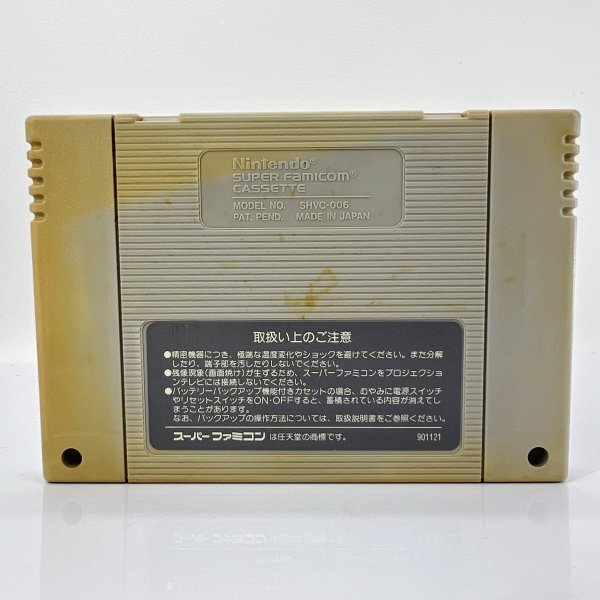 Nintendo®
SUPER FAMICOM®
CASSETTE
MODEL NO. SHVC-006
PAT. PEND. MADE IN JAPAN
取扱い上のご注意
●精密機器につき、極端な温度変化やショックを避けてください。また分解
したり、端子部を汚したりしないでください。
●残像現象(画面焼け)が生ずるため、スーパーファミコンをプロジェクショ
ンテレビには接続しないでください。
●バッテリーバックアップ機能付きカセットの場合、むやみに電源スイッチ
やリセットスイッチをON・OFFすると、蓄積されている内容が消えてし
まうことがあります。
なお、バックアップの操作方法については、取扱説明書をご参照ください。
スーパーファミコン は任天堂の商標です。 901121